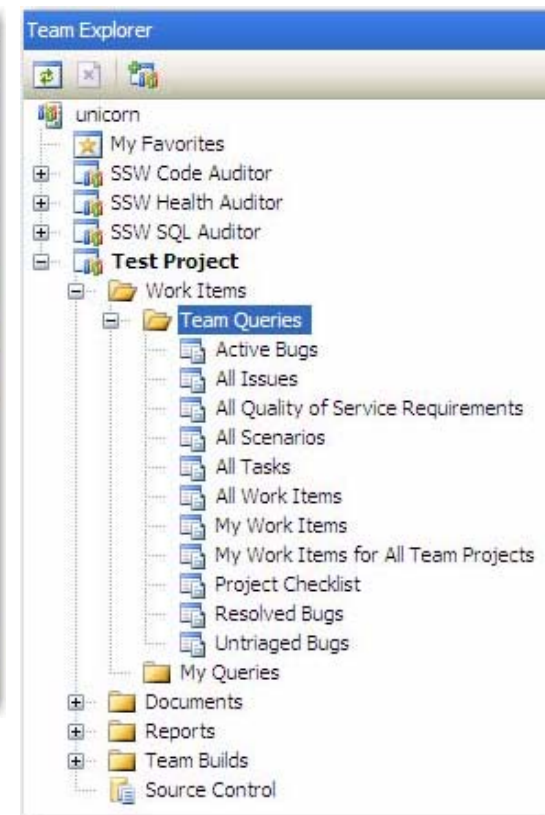 Team Explorer
unicorn
My Favorites
SSW Code Auditor
SSW Health Auditor
SSW SQL Auditor
Test Project
Work Items
Team Queries
Active Bugs
All Issues
All Quality of Service Requirements
All Scenarios
All Tasks
All Work Items
My Work Items
My Work Items for All Team Projects
Project Checklist
Resolved Bugs
Untriaged Bugs
My Queries
Documents
Reports
Team Builds
Source Control